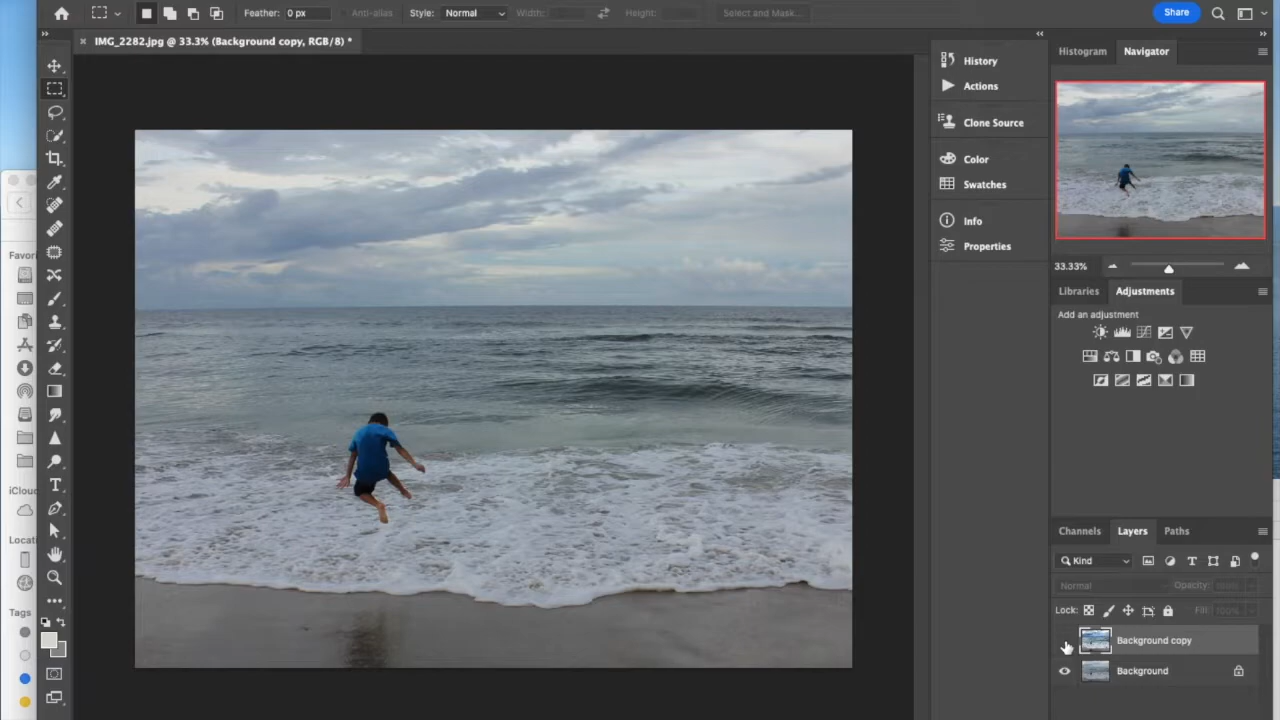 Feather: 0 px Anti-alias Style: Normal Width: Height: Select and Mask... Share
× IMG_2282.jpg @ 33.3% (Background copy, RGB/8) *
History
Actions
Clone Source
Color
Swatches
Info
Properties
Histogram Navigator
33.33%
Libraries Adjustments
Add an adjustment
Channels Layers Paths
Kind
Normal Opacity:
Lock: Fill: 100%
Background copy
Background
Favori
iClou
Locati
Tags